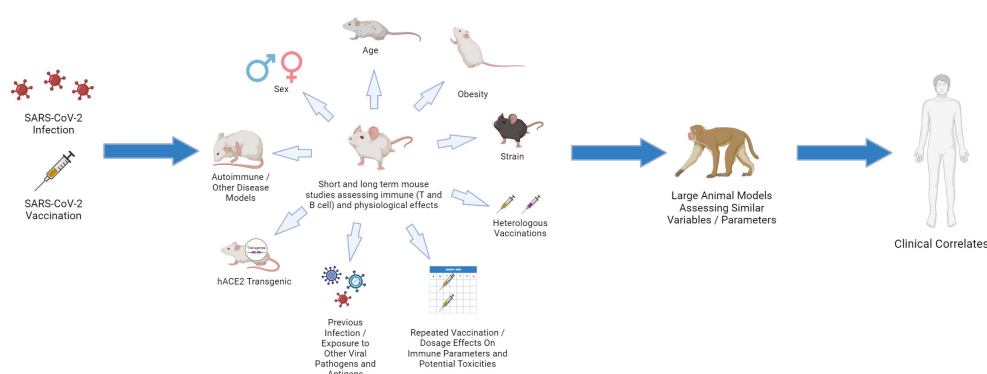 SARS-CoV-2
Infection
SARS-CoV-2
Vaccination
Sex
Age
Obesity
Strain
Heterologous
Vaccinations
Repeated Vaccination /
Dosage Effects On
Immune Parameters and
Potential Toxicities
Previous
Infection /
Exposure to
Other Viral
Pathogens and
Antigens
hACE2 Transgenic
Transgenes
Autoimmune /
Other Disease
Models
Short and long term mouse
studies assessing immune (T and
B cell) and physiological effects
Large Animal Models
Assessing Similar
Variables / Parameters
Clinical Correlates